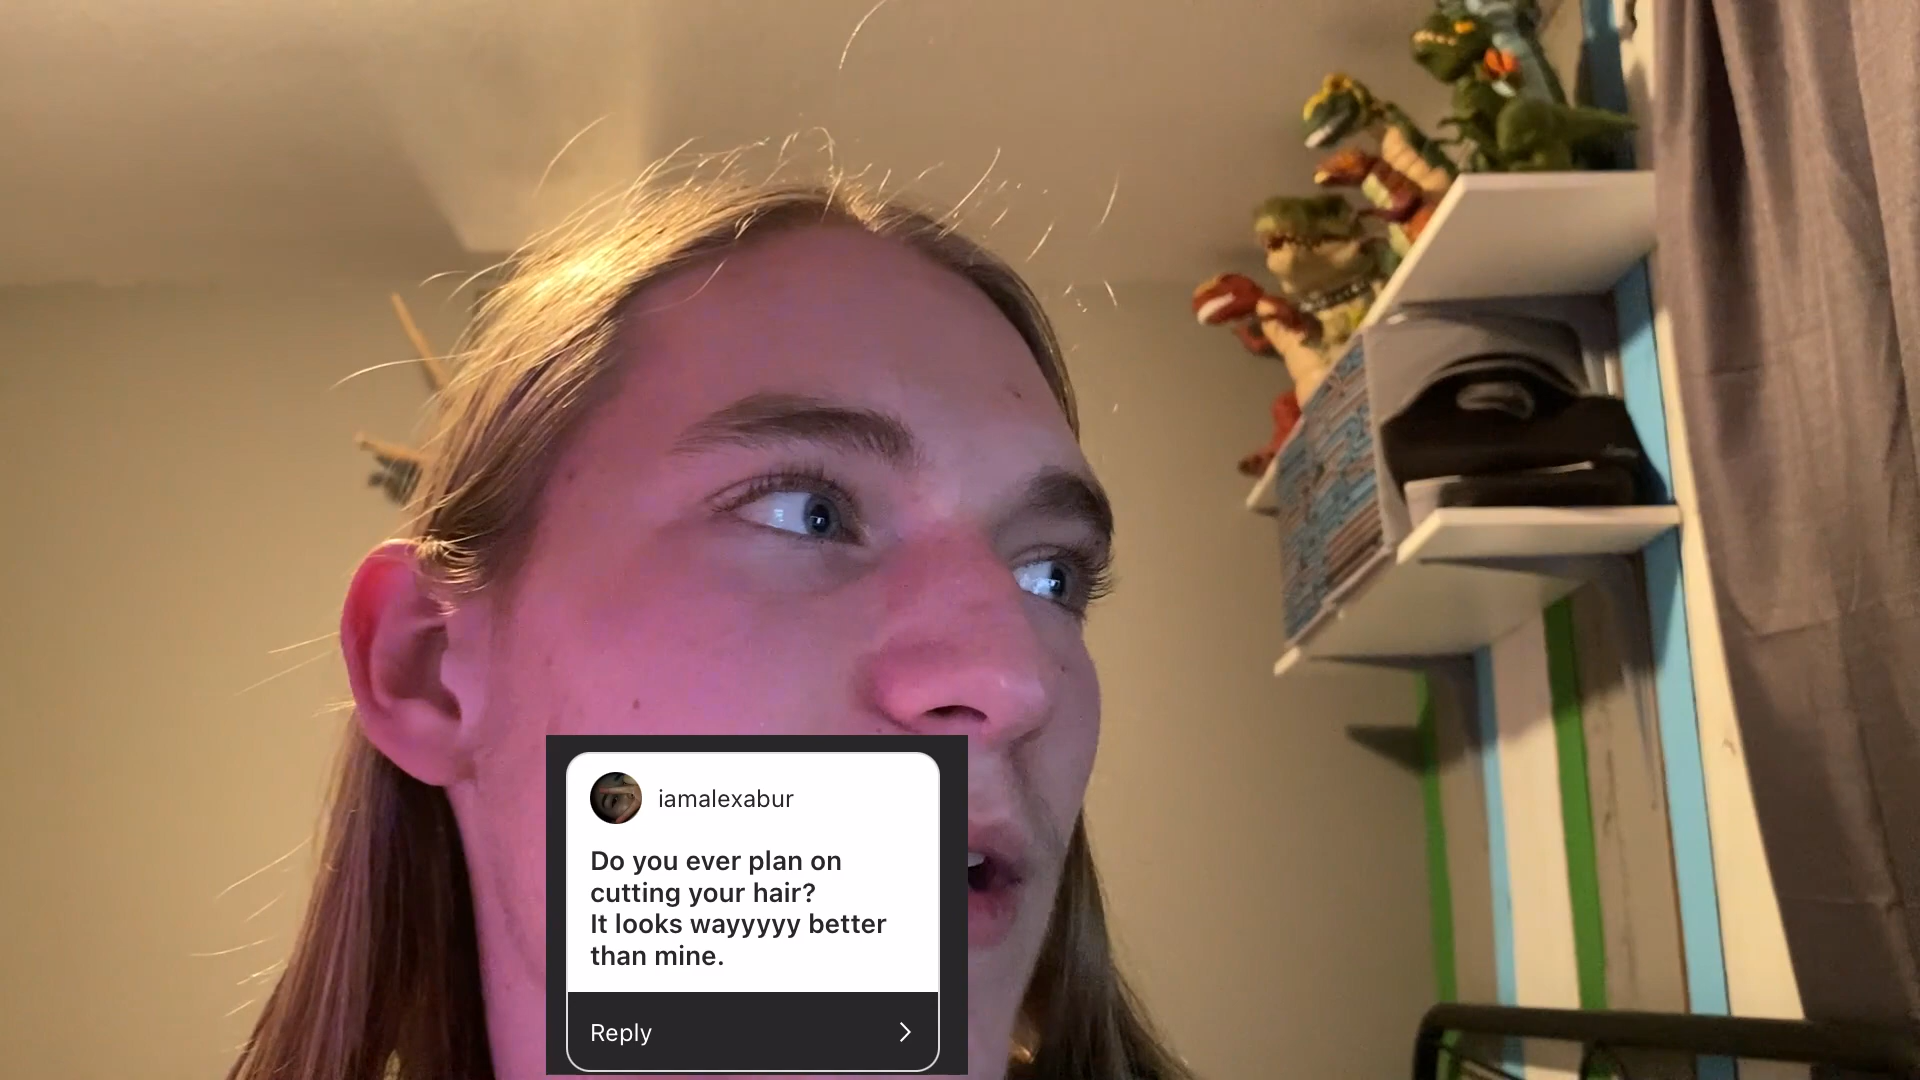 iamalexabur
Do you ever plan on
cutting your hair?
It looks wayyyyy better
than mine.
Reply